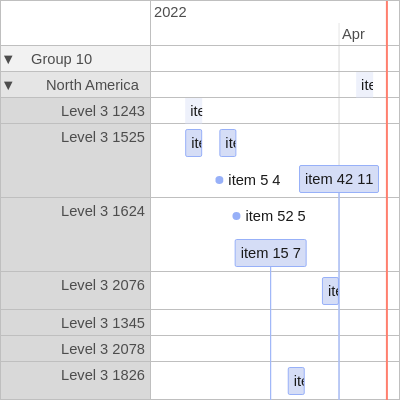 2022
Apr
▼ Group 10
▼ North America
ite
Level 3 1243
ite
Level 3 1525
ite
ite
item 5 4
item 42 11
Level 3 1624
item 52 5
item 15 7
Level 3 2076
ite
Level 3 1345
Level 3 2078
Level 3 1826
ite